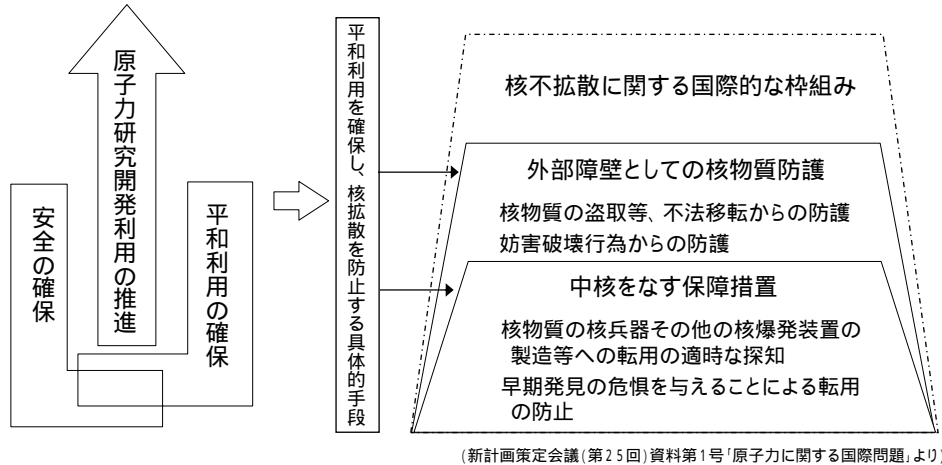 原子力研究開発利用の推進
安全の確保
平和利用の確保
平和利用を確保し、核拡散を防止する具体的手段
核不拡散に関する国際的な枠組み
外部障壁としての核物質防護
核物質の盗取等、不法移転からの防護
妨害破壊行為からの防護
中核をなす保障措置
核物質の核兵器その他の核爆発装置の
製造等への転用の適時な探知
早期発見の危惧を与えることによる転用
の防止
(新計画策定会議(第25回)資料第1号「原子力に関する国際問題」より)